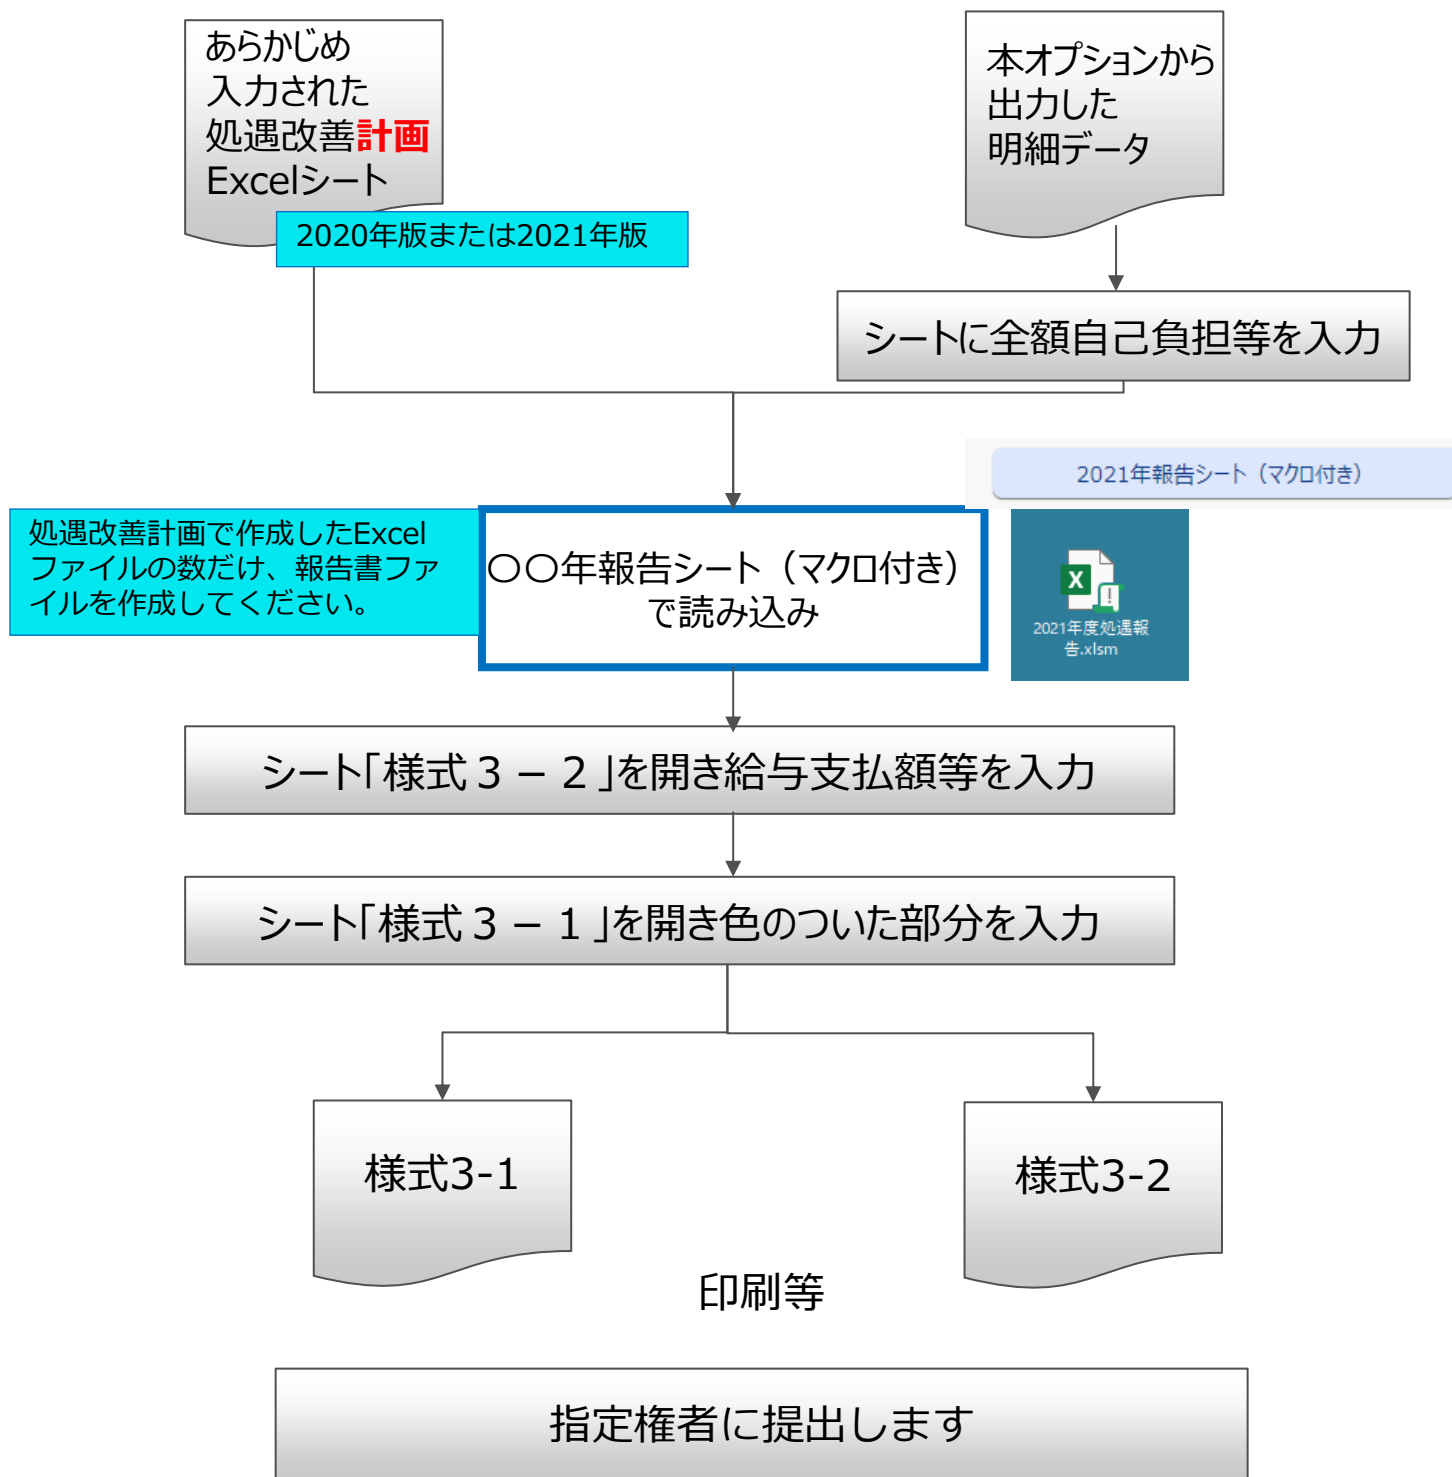 あらかじめ
入力された
処遇改善計画
Excelシート
2020年版または2021年版
本オプションから
出力した
明細データ
シートに全額自己負担等を入力
2021年報告シート（マクロ付き）
処遇改善計画で作成したExcel
ファイルの数だけ、報告書ファ
イルを作成してください。
〇〇年報告シート（マクロ付き）
で読み込み
2021年度処遇報
告.xlsm
シート「様式３－２」を開き給与支払額等を入力
シート「様式３－１」を開き色のついた部分を入力
様式3-1
様式3-2
印刷等
指定権者に提出します